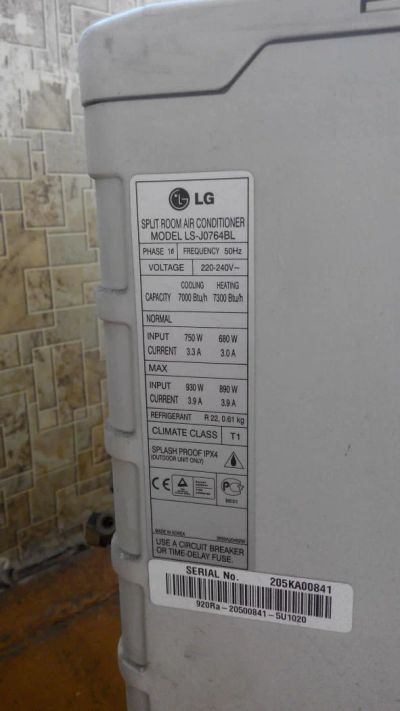 LG
SPLIT ROOM AIR CONDITIONER
MODEL LS-J0764BL
PHASE 1ϕ FREQUENCY 50Hz
VOLTAGE 220-240V~
COOLING HEATING
CAPACITY 7000 Btu/h 7300 Btu/h
NORMAL
INPUT 750 W 680 W
CURRENT 3.3 A 3.0 A
MAX
INPUT 930 W 890 W
CURRENT 3.9 A 3.9 A
REFRIGERANT R 22, 0.61 kg
CLIMATE CLASS T1
SPLASH PROOF IPX4
(OUTDOOR UNIT ONLY)
CE
MADE IN KOREA
USE A CIRCUIT BREAKER
OR TIME-DELAY FUSE.
SERIAL No. 205KA00841
920Ra-20500841-5U1020